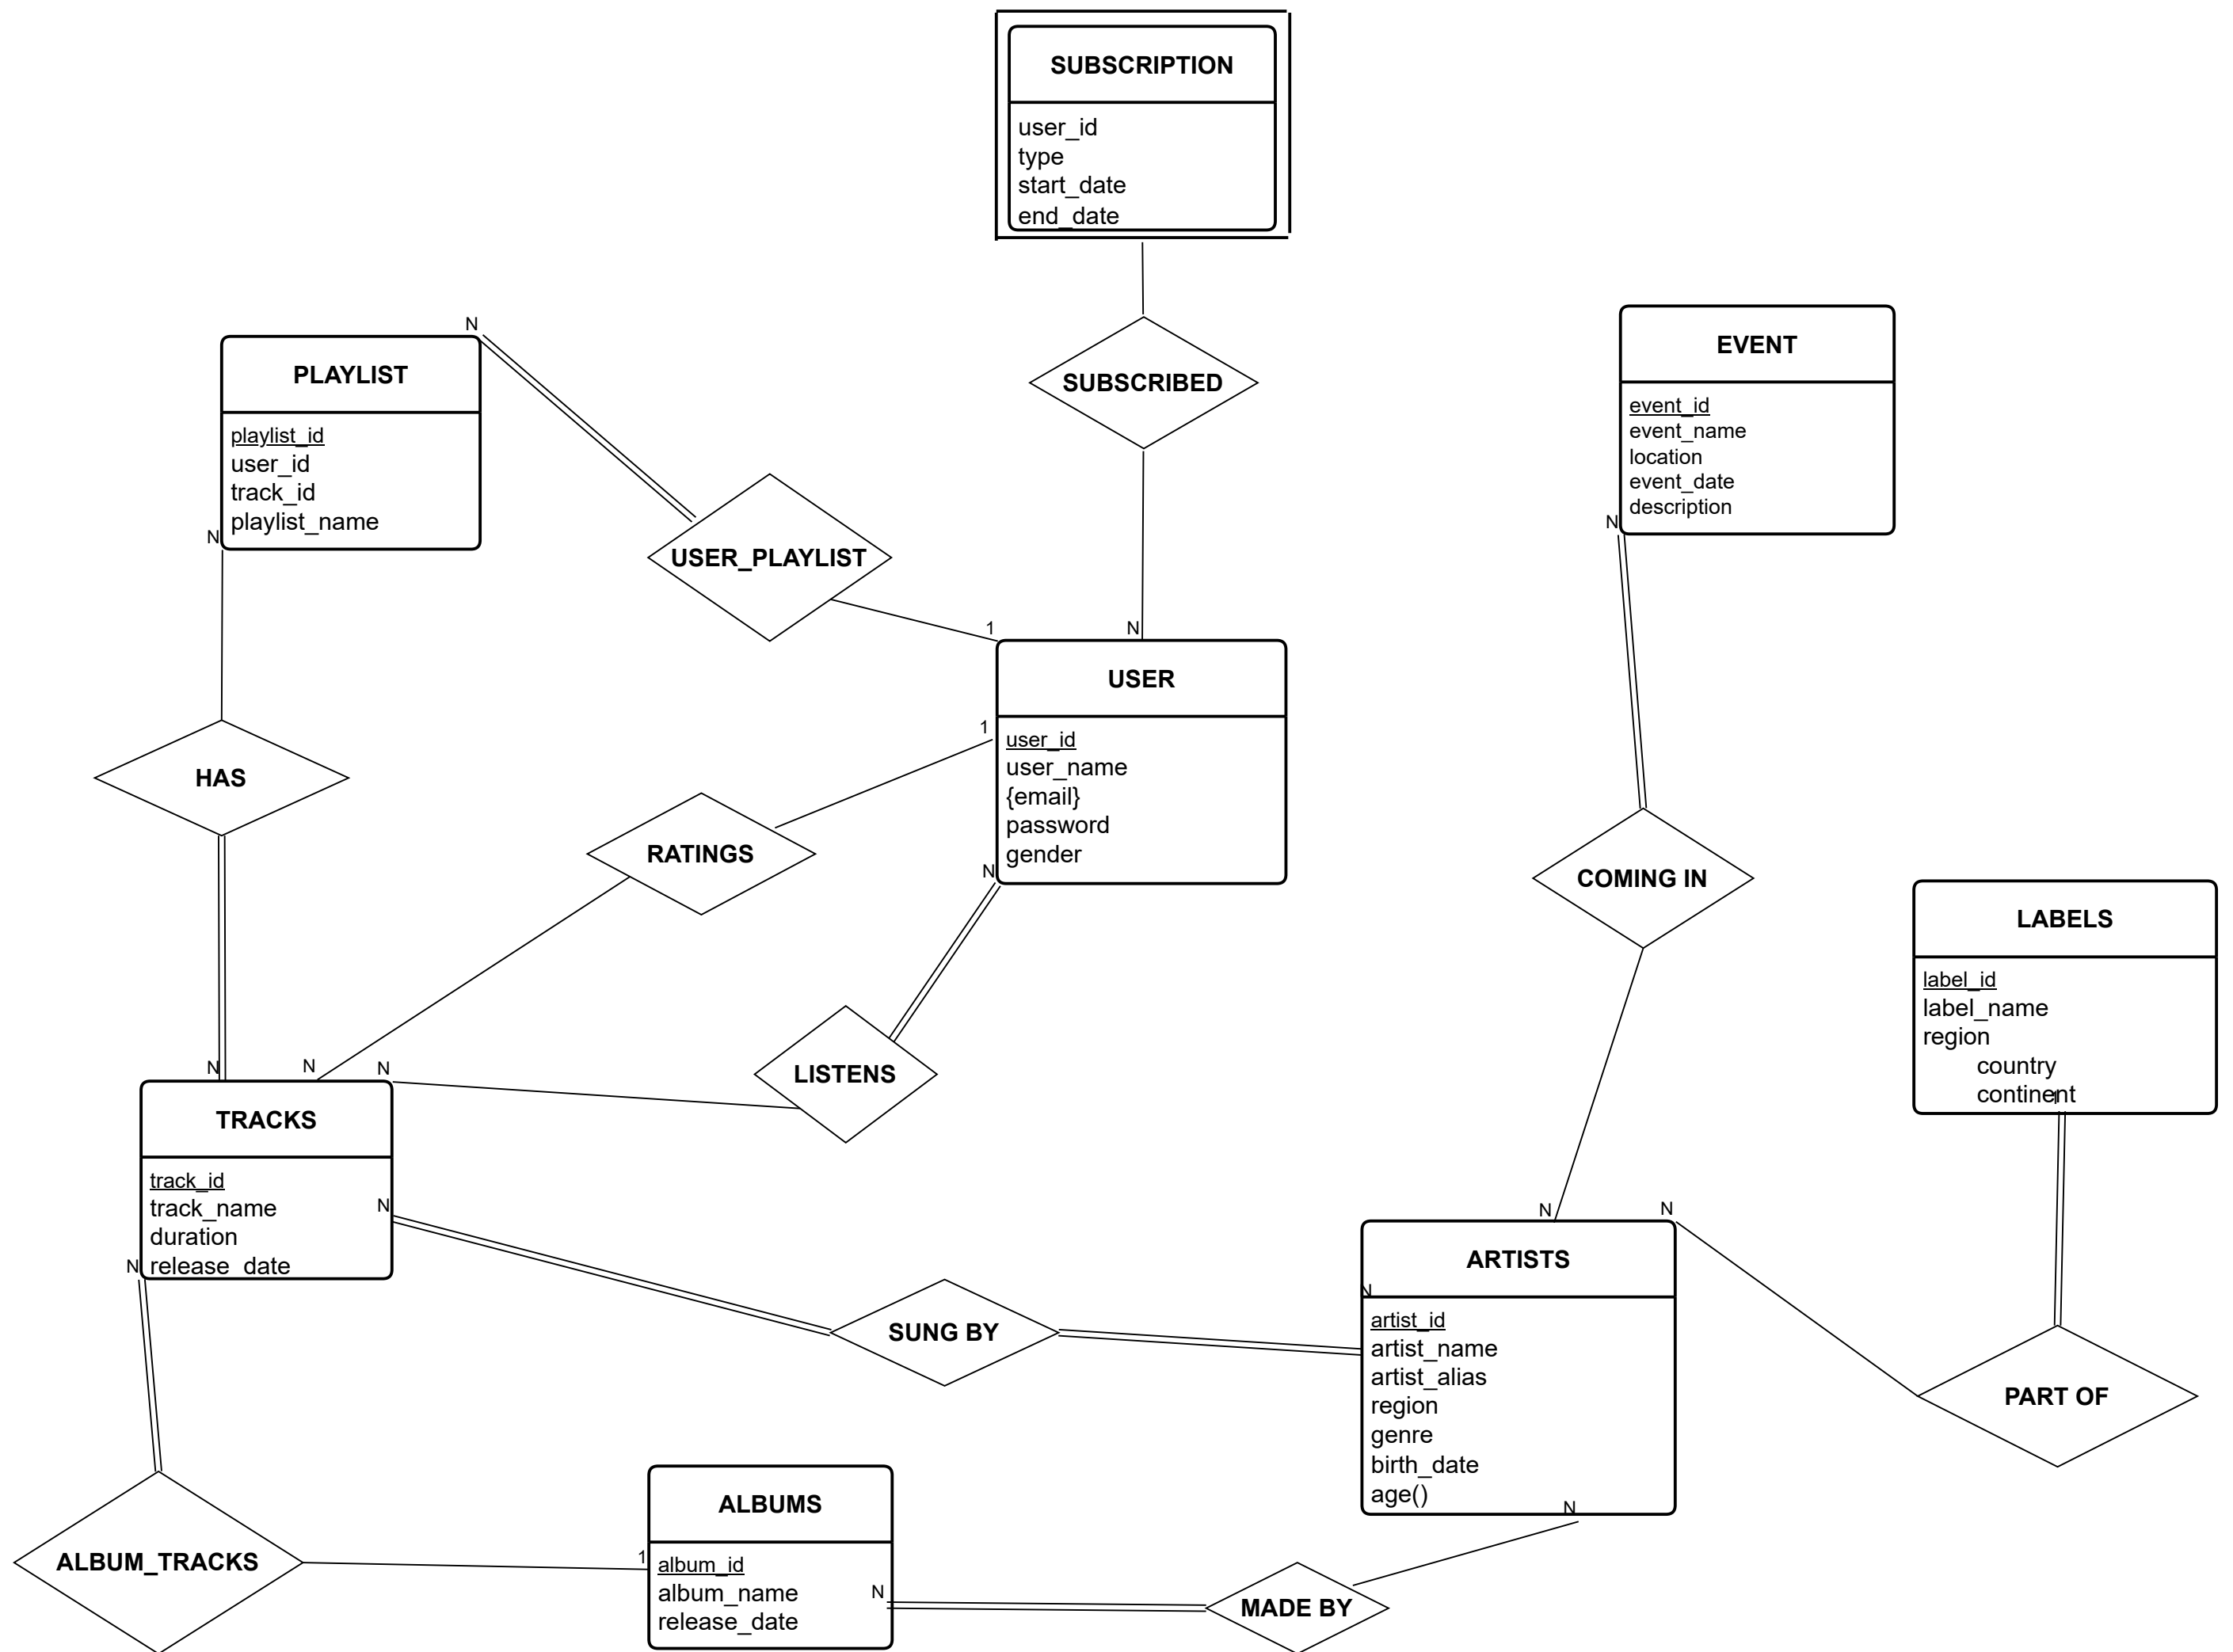 SUBSCRIPTION
user_id
type
start_date
end_date
SUBSCRIBED
N
PLAYLIST
playlist_id
user_id
track_id
playlist_name
N
N
USER_PLAYLIST
1
EVENT
event_id
event_name
location
event_date
description
N
USER
user_id
user_name
{email}
password
gender
1
N
HAS
RATINGS
COMING IN
LABELS
label_id
label_name
region
country
continent
1
LISTENS
N
N
N
TRACKS
track_id
track_name
duration
release_date
N
N
SUNG BY
N
N
ARTISTS
N
artist_id
artist_name
artist_alias
region
genre
birth_date
age()
N
PART OF
ALBUM_TRACKS
1
ALBUMS
album_id
album_name
release_date
N
MADE BY